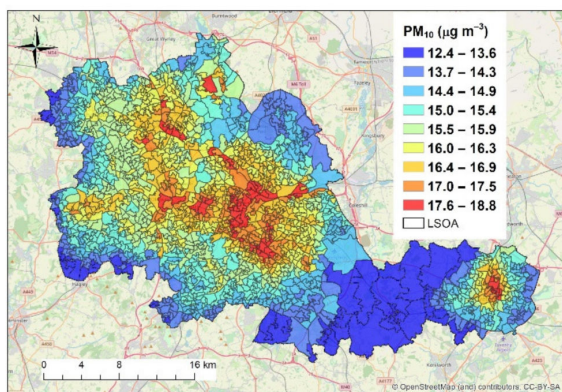 N
PM10 (µg m−3)
12.4 – 13.6
13.7 – 14.3
14.4 – 14.9
15.0 – 15.4
15.5 – 15.9
16.0 – 16.3
16.4 – 16.9
17.0 – 17.5
17.6 – 18.8
LSOA
0 4 8 16 km
© OpenStreetMap (and) contributors, CC-BY-SA